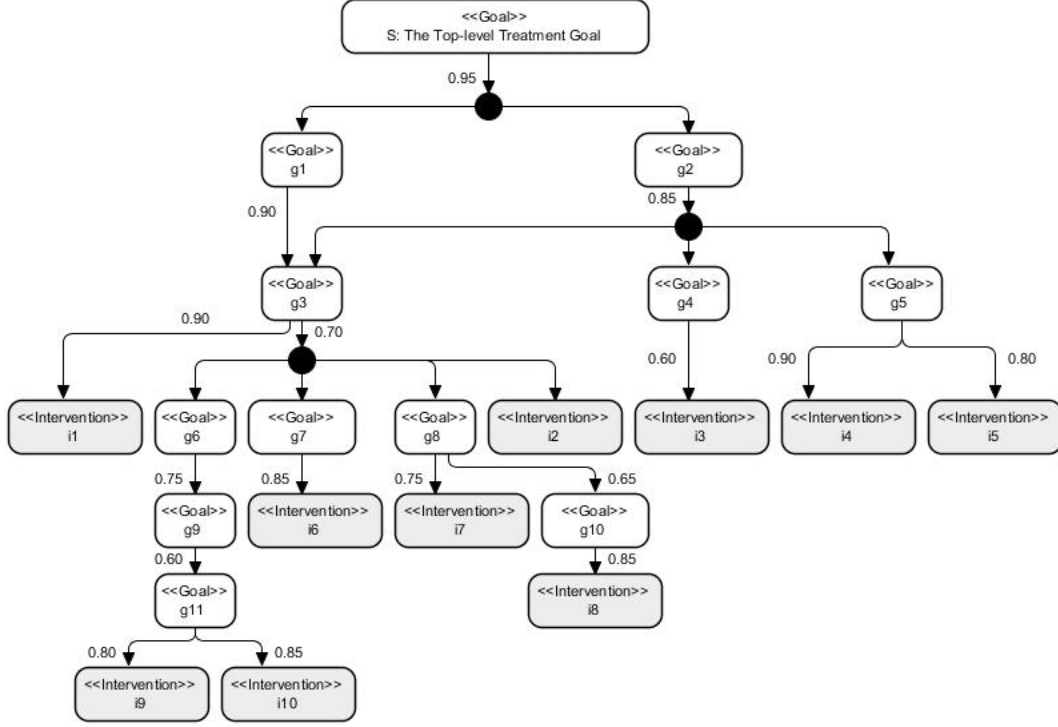 <<Goal>>
S: The Top-level Treatment Goal
0.95
<<Goal>>
g1
<<Goal>>
g2
0.90
0.85
<<Goal>>
g3
<<Goal>>
g4
<<Goal>>
g5
0.90
0.70
0.60
0.90
0.80
<<Intervention>>
i1
<<Goal>>
g6
<<Goal>>
g7
<<Goal>>
g8
<<Intervention>>
i2
<<Intervention>>
i3
<<Intervention>>
i4
<<Intervention>>
i5
0.75
0.85
0.75
0.65
<<Goal>>
g9
<<Intervention>>
i6
<<Intervention>>
i7
<<Goal>>
g10
0.60
0.85
<<Goal>>
g11
<<Intervention>>
i8
0.80
0.85
<<Intervention>>
i9
<<Intervention>>
i10